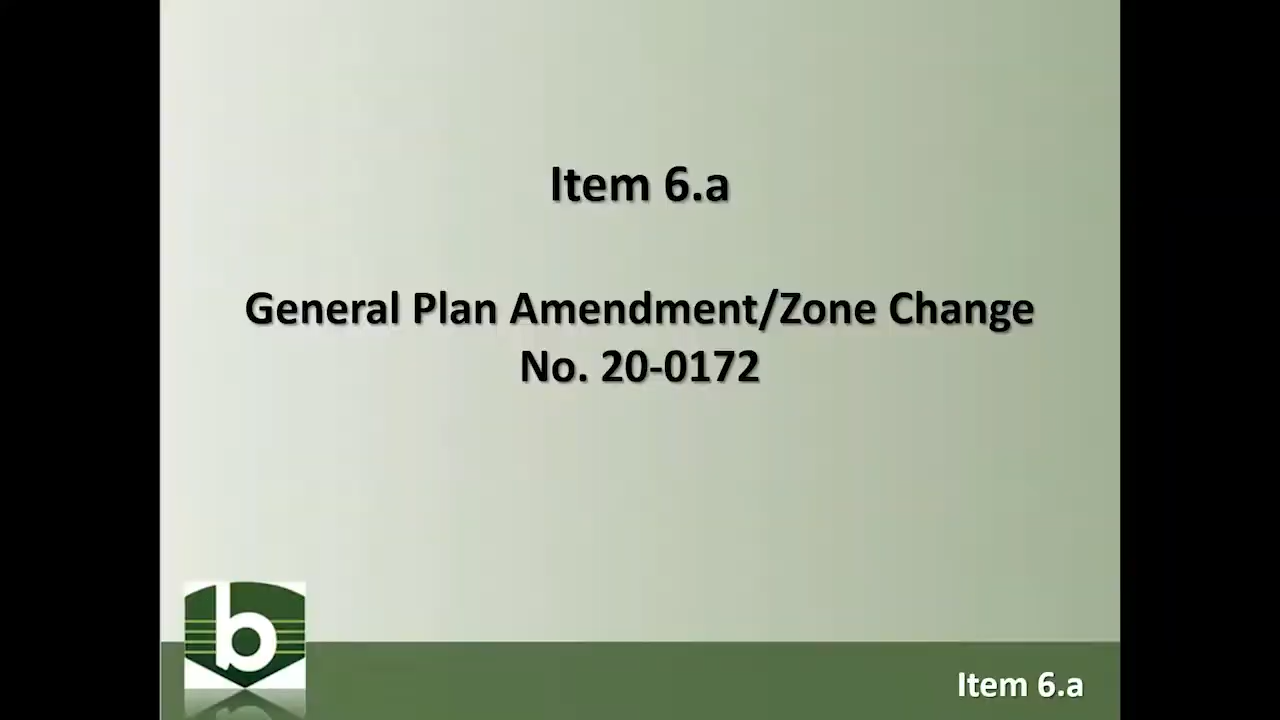 Item 6.a
General Plan Amendment/Zone Change
No. 20-0172
b
Item 6.a